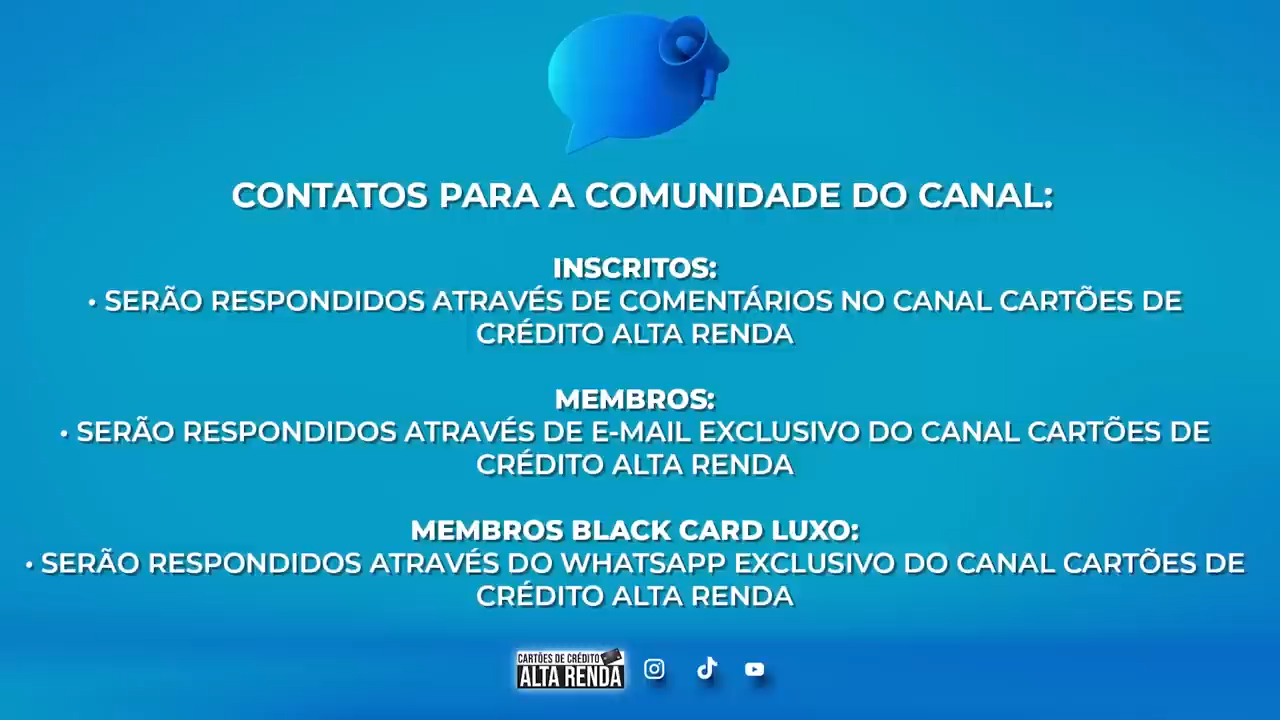 CONTATOS PARA A COMUNIDADE DO CANAL:
INSCRITOS:
• SERÃO RESPONDIDOS ATRAVÉS DE COMENTÁRIOS NO CANAL CARTÕES DE
CRÉDITO ALTA RENDA
MEMBROS:
• SERÃO RESPONDIDOS ATRAVÉS DE E-MAIL EXCLUSIVO DO CANAL CARTÕES DE
CRÉDITO ALTA RENDA
MEMBROS BLACK CARD LUXO:
• SERÃO RESPONDIDOS ATRAVÉS DO WHATSAPP EXCLUSIVO DO CANAL CARTÕES DE
CRÉDITO ALTA RENDA
CARTÕES DE CRÉDITO
ALTA RENDA